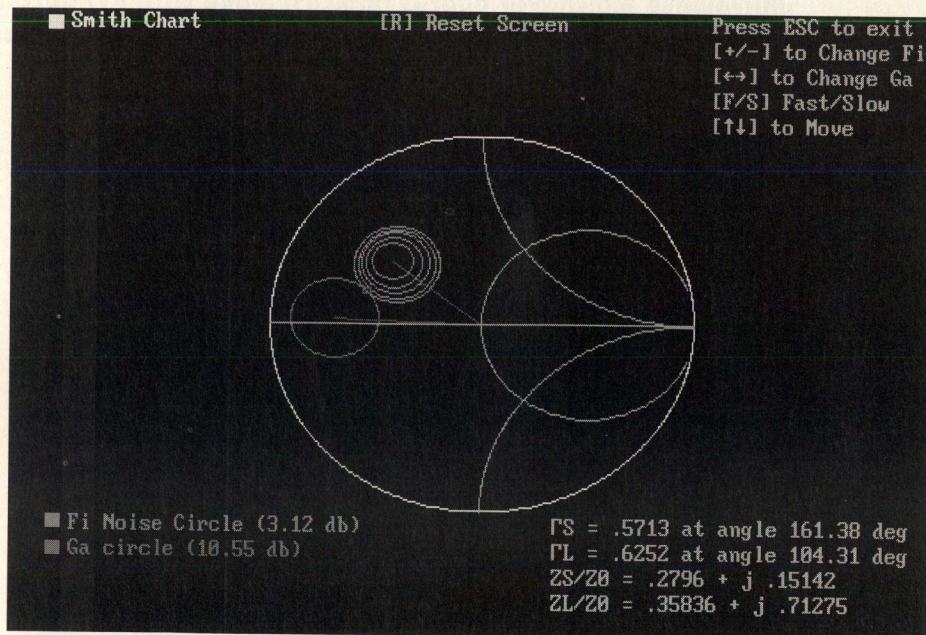 Smith Chart
[R] Reset Screen
Press ESC to exit
[+/-] to Change Fi
[↔] to Change Ga
[F/S] Fast/Slow
[↑↓] to Move
Fi Noise Circle (3.12 db)
Ga circle (10.55 db)
ΓS = .5713 at angle 161.38 deg
ΓL = .6252 at angle 104.31 deg
ZS/Z0 = .2796 + j .15142
ZL/Z0 = .35836 + j .71275